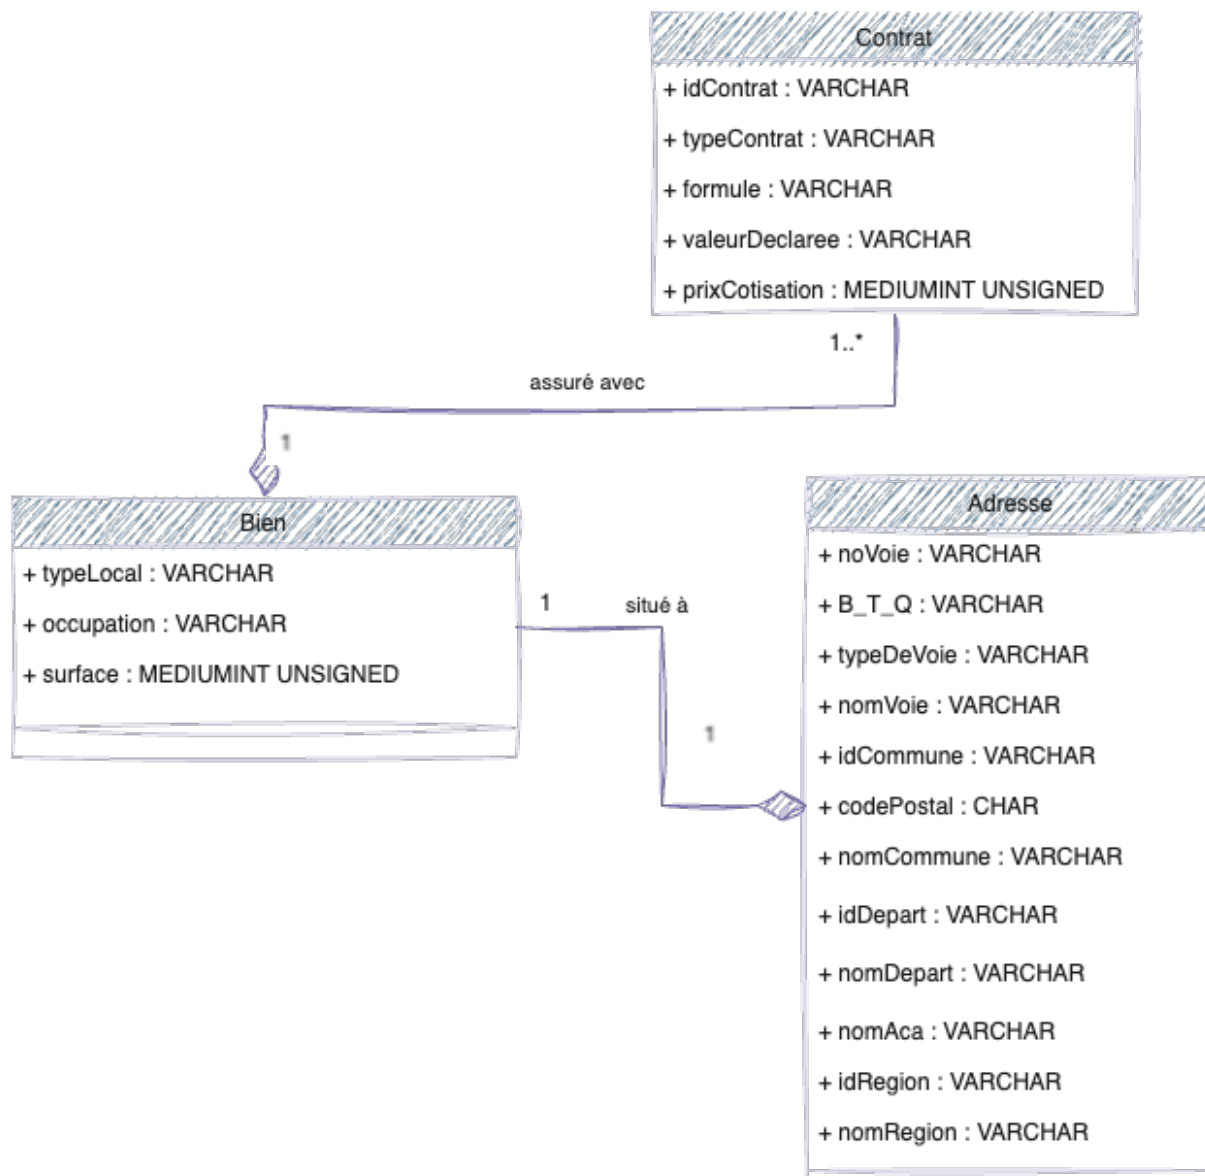 Contrat
+ idContrat : VARCHAR
+ typeContrat : VARCHAR
+ formule : VARCHAR
+ valeurDeclaree : VARCHAR
+ prixCotisation : MEDIUMINT UNSIGNED
1..*
assuré avec
1
Bien
+ typeLocal : VARCHAR
+ occupation : VARCHAR
+ surface : MEDIUMINT UNSIGNED
1
situé à
1
Adresse
+ noVoie : VARCHAR
+ B_T_Q : VARCHAR
+ typeDeVoie : VARCHAR
+ nomVoie : VARCHAR
+ idCommune : VARCHAR
+ codePostal : CHAR
+ nomCommune : VARCHAR
+ idDepart : VARCHAR
+ nomDepart : VARCHAR
+ nomAca : VARCHAR
+ idRegion : VARCHAR
+ nomRegion : VARCHAR